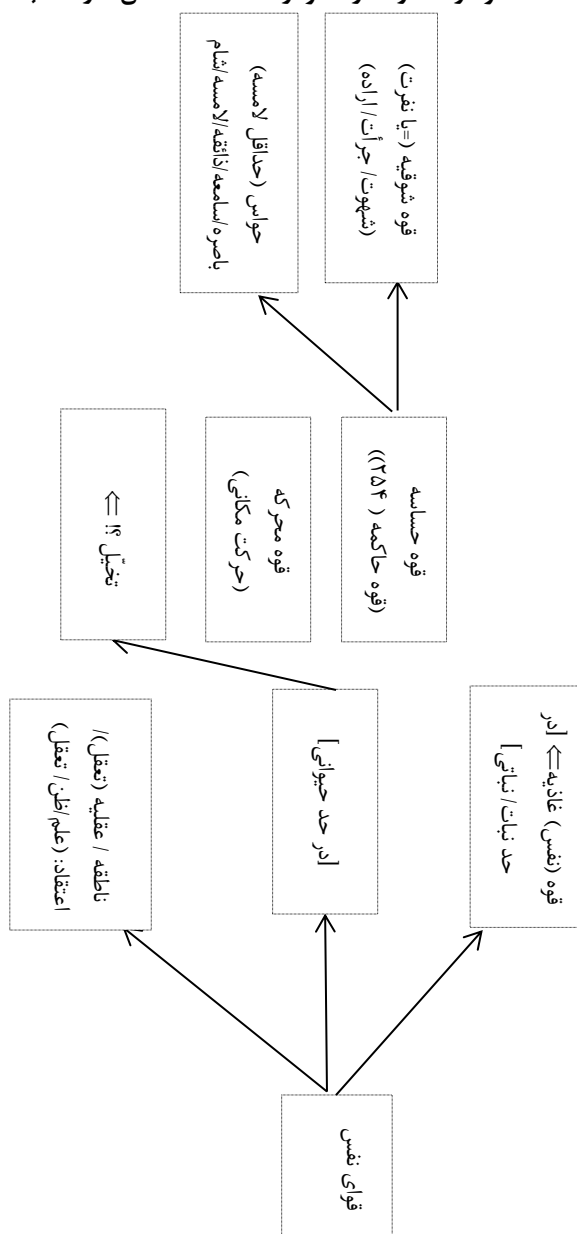 قوای نفس
قوه (نفس) غاذیه⇐ [در
حد نبات/ نباتی]
[در حد حیوانی]
ناطقه / عقلیه (تعقل)/
اعتقاد: (علم/ظن/ تعقل)
قوه حساسه
(قوه حاکمه ( ۲۵۴))
قوه محرکه
(حرکت مکانی)
تخیّل ؟! ⇐
قوه شوقیه (=یا نفرت)
(شهوت/ جرأت/ اراده)
حواس (حداقل لامسه)
باصره/سامعه/ذائقه/لامسه/شام